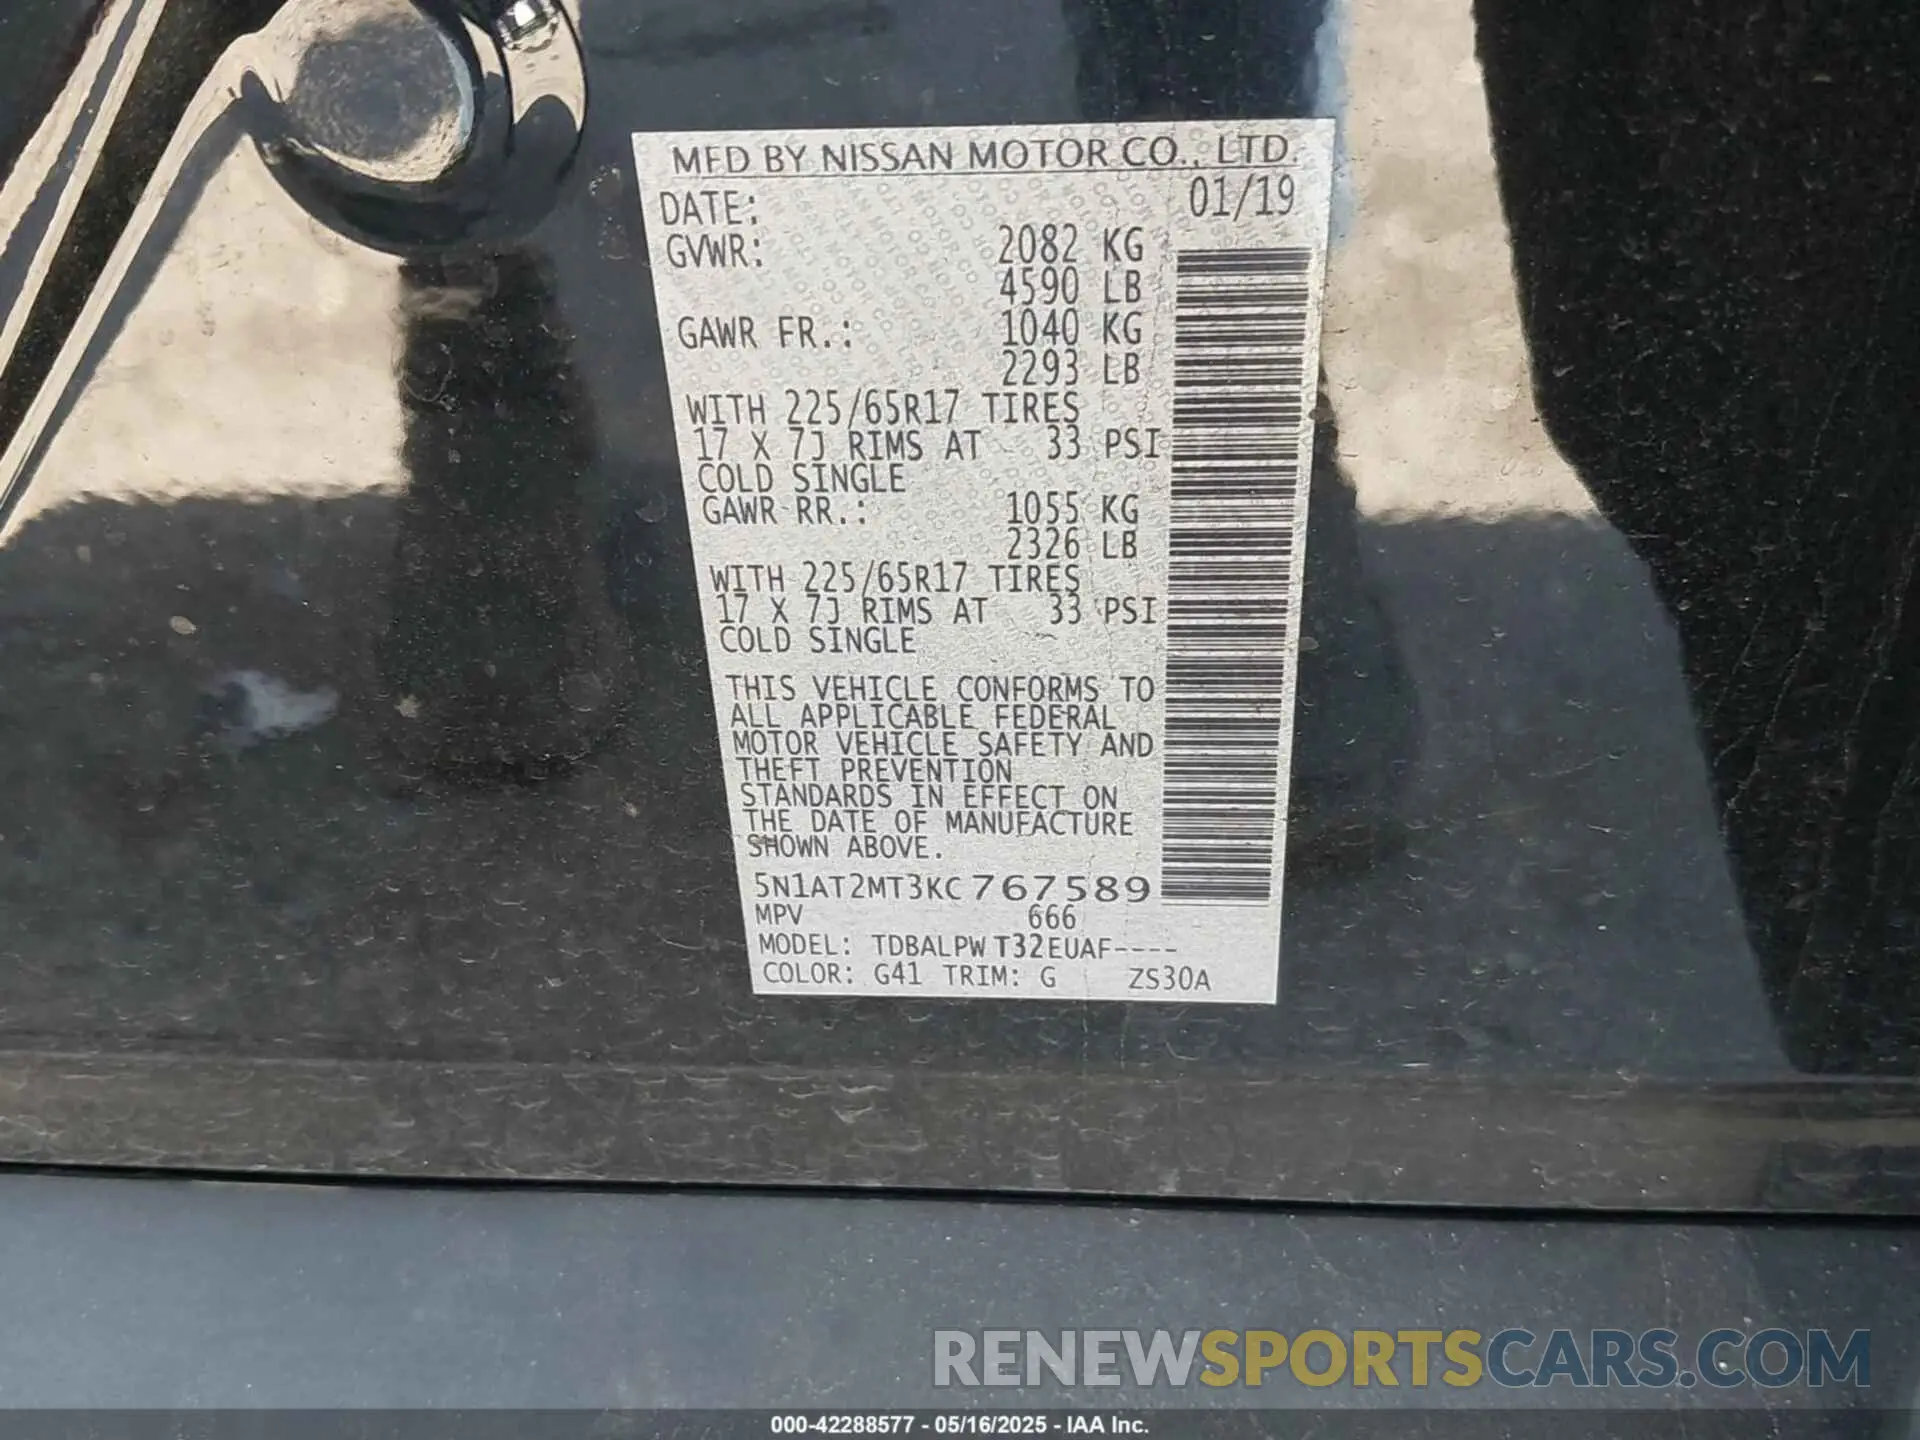 MFD BY NISSAN MOTOR CO., LTD.
DATE: 01/19
GVWR: 2082 KG
4590 LB
GAWR FR.: 1040 KG
2293 LB
WITH 225/65R17 TIRES
17 X 7J RIMS AT 33 PSI
COLD SINGLE
GAWR RR.: 1055 KG
2326 LB
WITH 225/65R17 TIRES
17 X 7J RIMS AT 33 PSI
COLD SINGLE
THIS VEHICLE CONFORMS TO
ALL APPLICABLE FEDERAL
MOTOR VEHICLE SAFETY AND
THEFT PREVENTION
STANDARDS IN EFFECT ON
THE DATE OF MANUFACTURE
SHOWN ABOVE.
5N1AT2MT3KC767589
MPV 666
MODEL: TDBALPWT32EUAF----
COLOR: G41 TRIM: G ZS30A
RENEWSPORTSCARS.COM
000-42288577 - 05/16/2025 - IAA Inc.